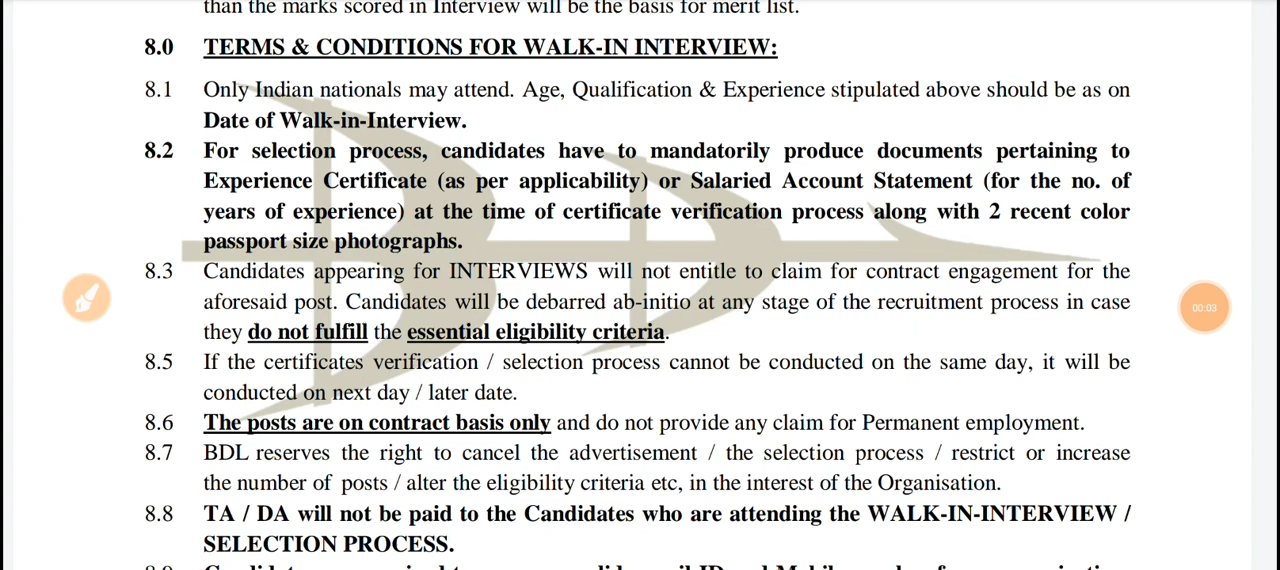 than the marks scored in Interview will be the basis for merit list.
8.0 TERMS & CONDITIONS FOR WALK-IN INTERVIEW:
8.1 Only Indian nationals may attend. Age, Qualification & Experience stipulated above should be as on
Date of Walk-in-Interview.
8.2 For selection process, candidates have to mandatorily produce documents pertaining to
Experience Certificate (as per applicability) or Salaried Account Statement (for the no. of
years of experience) at the time of certificate verification process along with 2 recent color
passport size photographs.
8.3 Candidates appearing for INTERVIEWS will not entitle to claim for contract engagement for the
aforesaid post. Candidates will be debarred ab-initio at any stage of the recruitment process in case
they do not fulfill the essential eligibility criteria.
8.5 If the certificates verification / selection process cannot be conducted on the same day, it will be
conducted on next day / later date.
8.6 The posts are on contract basis only and do not provide any claim for Permanent employment.
8.7 BDL reserves the right to cancel the advertisement / the selection process / restrict or increase
the number of posts / alter the eligibility criteria etc, in the interest of the Organisation.
8.8 TA / DA will not be paid to the Candidates who are attending the WALK-IN-INTERVIEW /
SELECTION PROCESS.
00:03